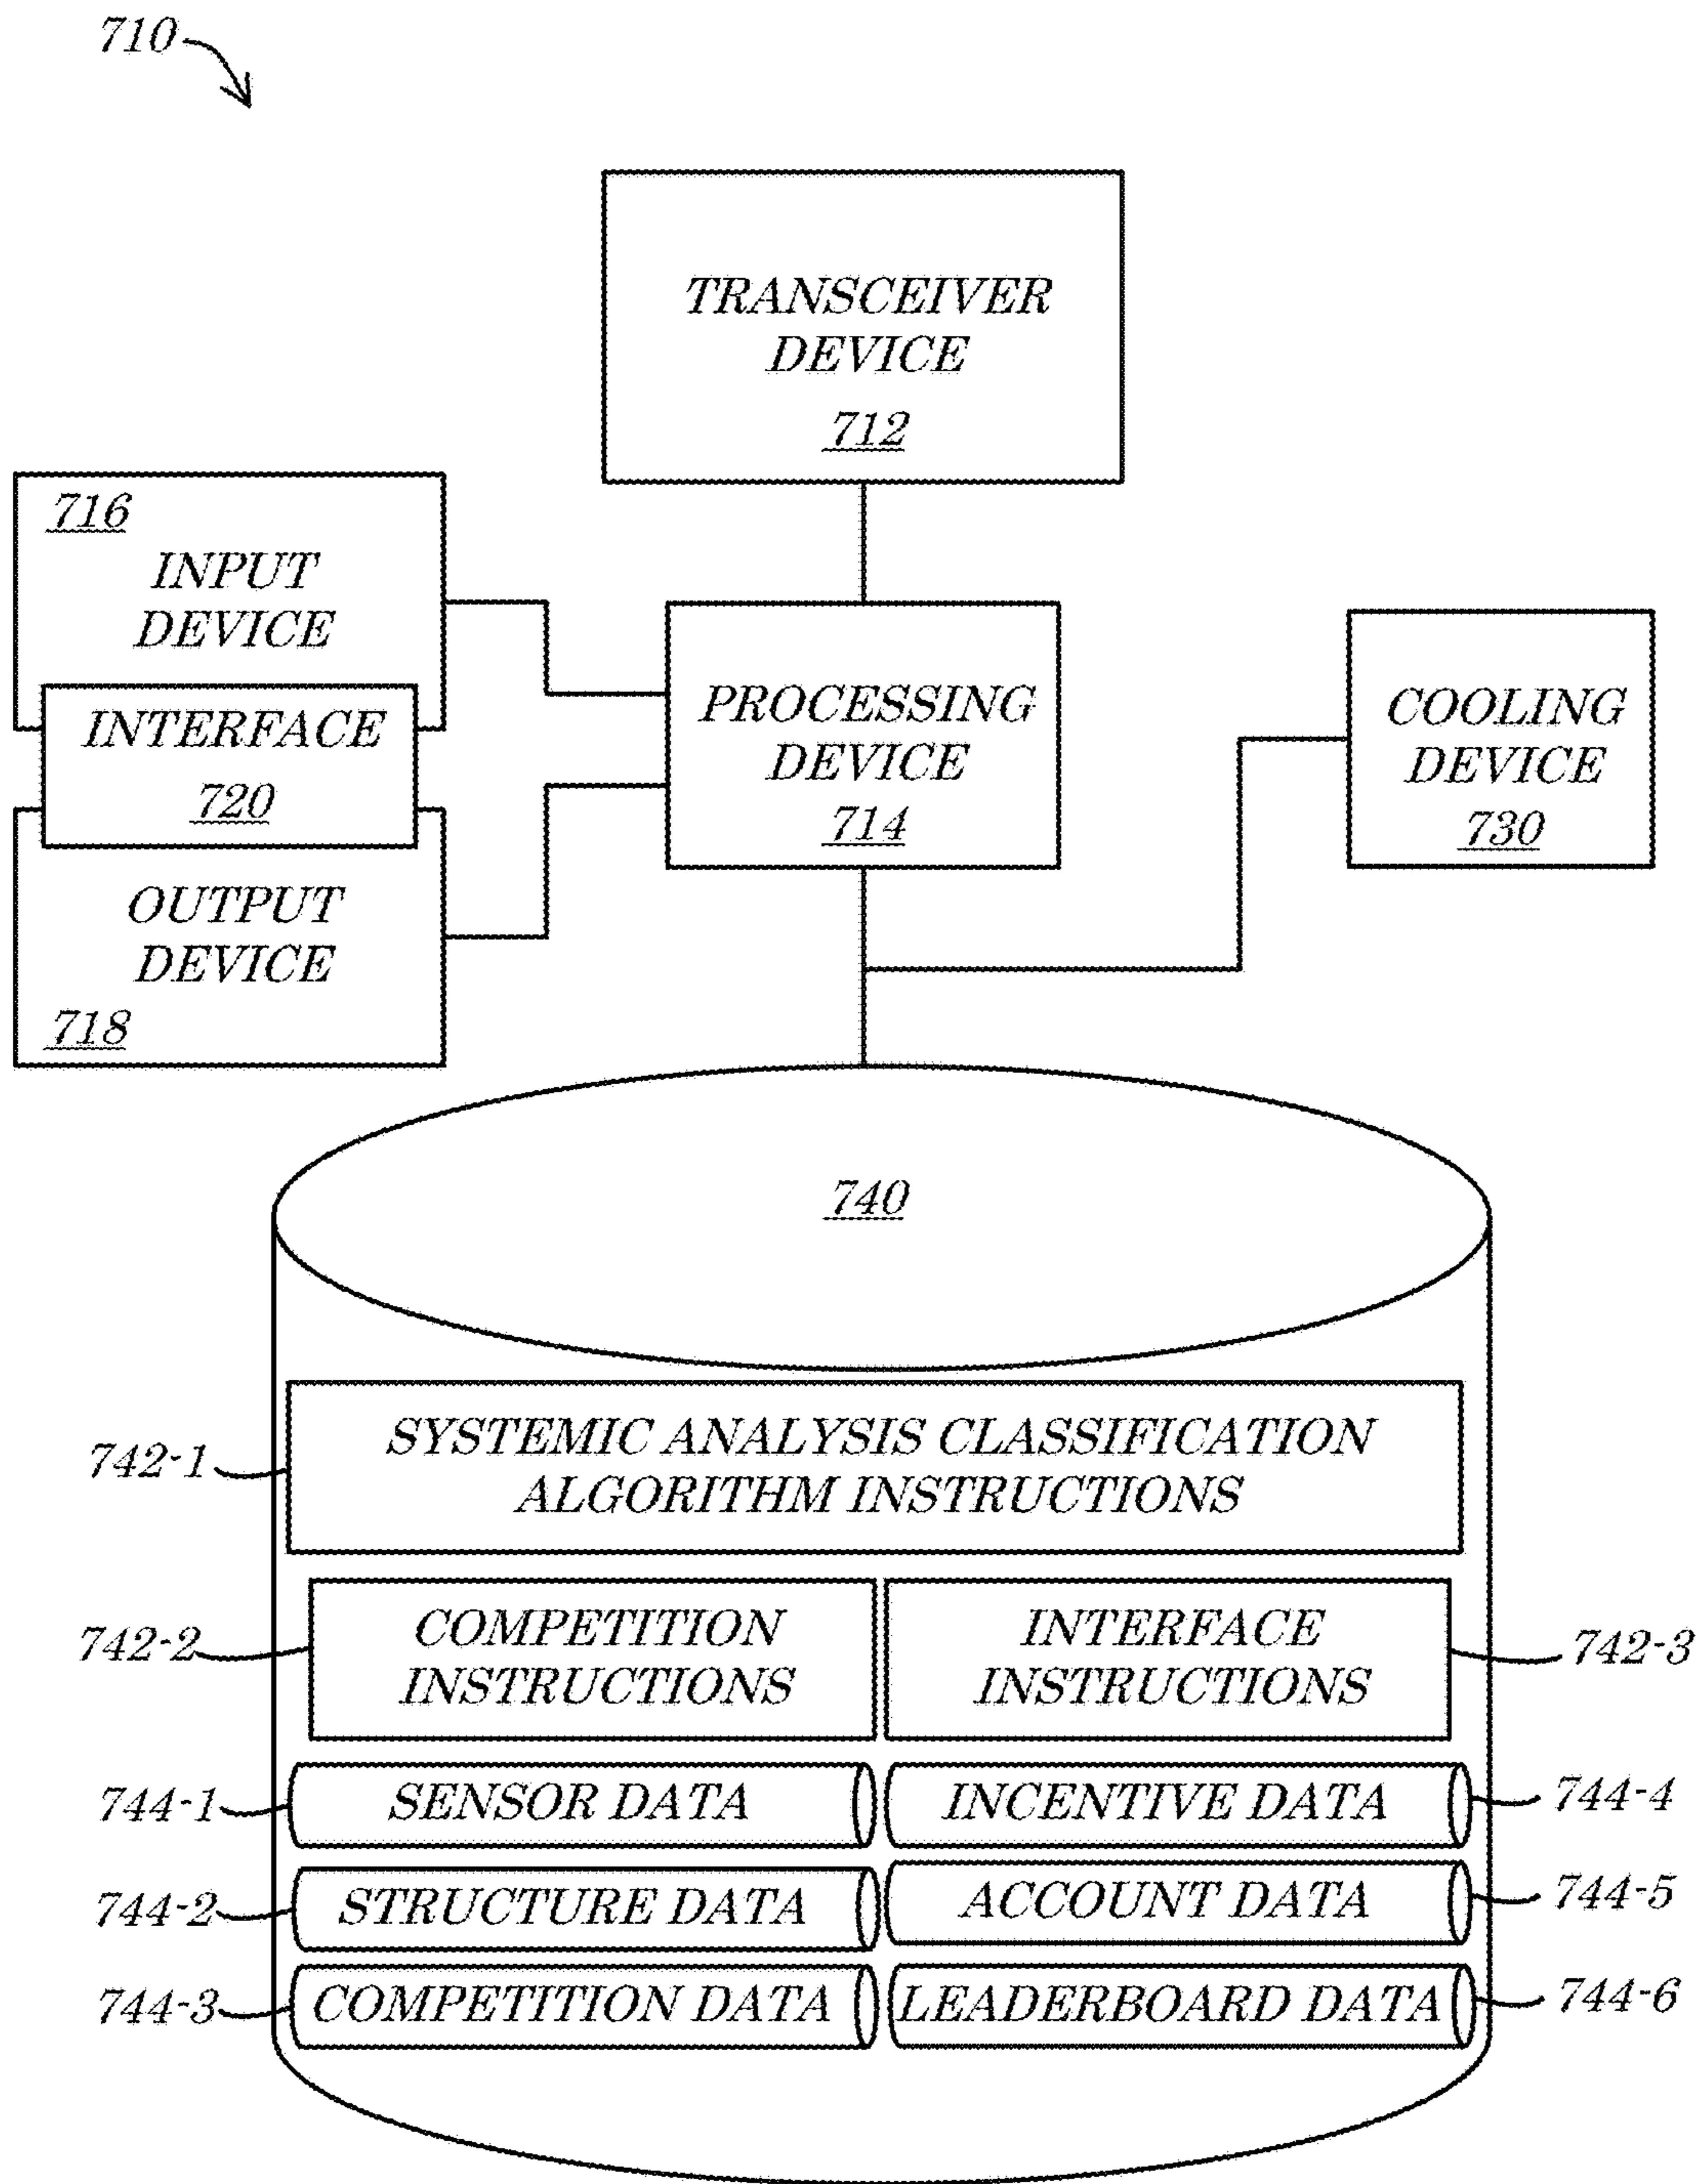 710
TRANSCEIVER
DEVICE
712
716
INPUT
DEVICE
INTERFACE
720
OUTPUT
DEVICE
718
PROCESSING
DEVICE
714
COOLING
DEVICE
730
740
742-1
SYSTEMIC ANALYSIS CLASSIFICATION
ALGORITHM INSTRUCTIONS
742-2
COMPETITION
INSTRUCTIONS
INTERFACE
INSTRUCTIONS
742-3
744-1
SENSOR DATA
INCENTIVE DATA
744-4
744-2
STRUCTURE DATA
ACCOUNT DATA
744-5
744-3
COMPETITION DATA
LEADERBOARD DATA
744-6